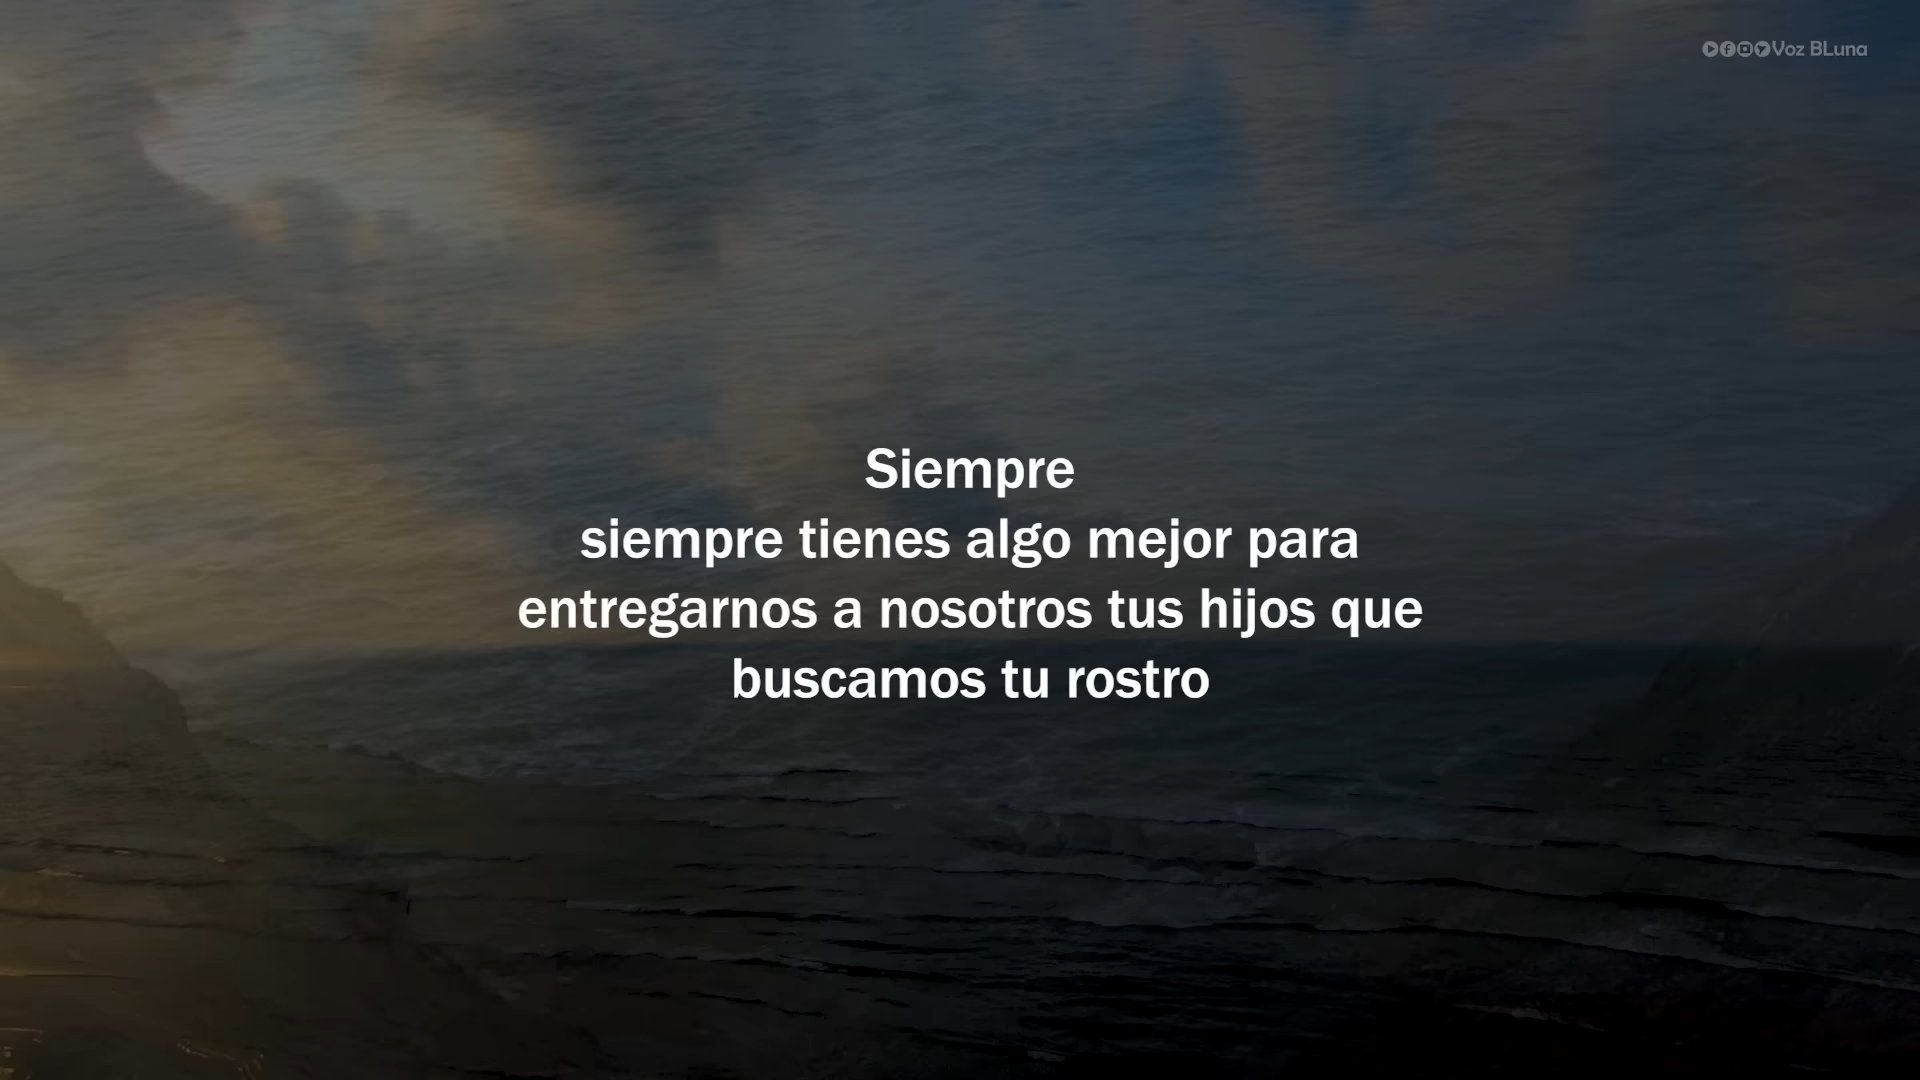 Voz BLuna
Siempre
siempre tienes algo mejor para
entregarnos a nosotros tus hijos que
buscamos tu rostro